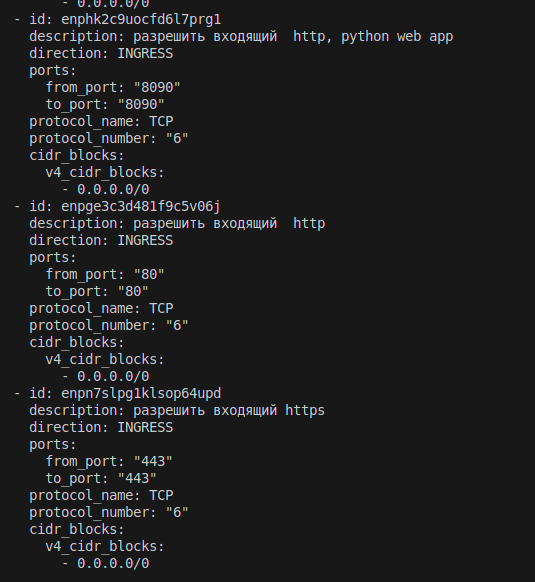 - 0.0.0.0/0
- id: enphk2c9uocfd6l7prg1
description: разрешить входящий  http, python web app
direction: INGRESS
ports:
from_port: "8090"
to_port: "8090"
protocol_name: TCP
protocol_number: "6"
cidr_blocks:
v4_cidr_blocks:
- 0.0.0.0/0
- id: enpge3c3d481f9c5v06j
description: разрешить входящий  http
direction: INGRESS
ports:
from_port: "80"
to_port: "80"
protocol_name: TCP
protocol_number: "6"
cidr_blocks:
v4_cidr_blocks:
- 0.0.0.0/0
- id: enpn7slpg1klsop64upd
description: разрешить входящий https
direction: INGRESS
ports:
from_port: "443"
to_port: "443"
protocol_name: TCP
protocol_number: "6"
cidr_blocks:
v4_cidr_blocks:
- 0.0.0.0/0